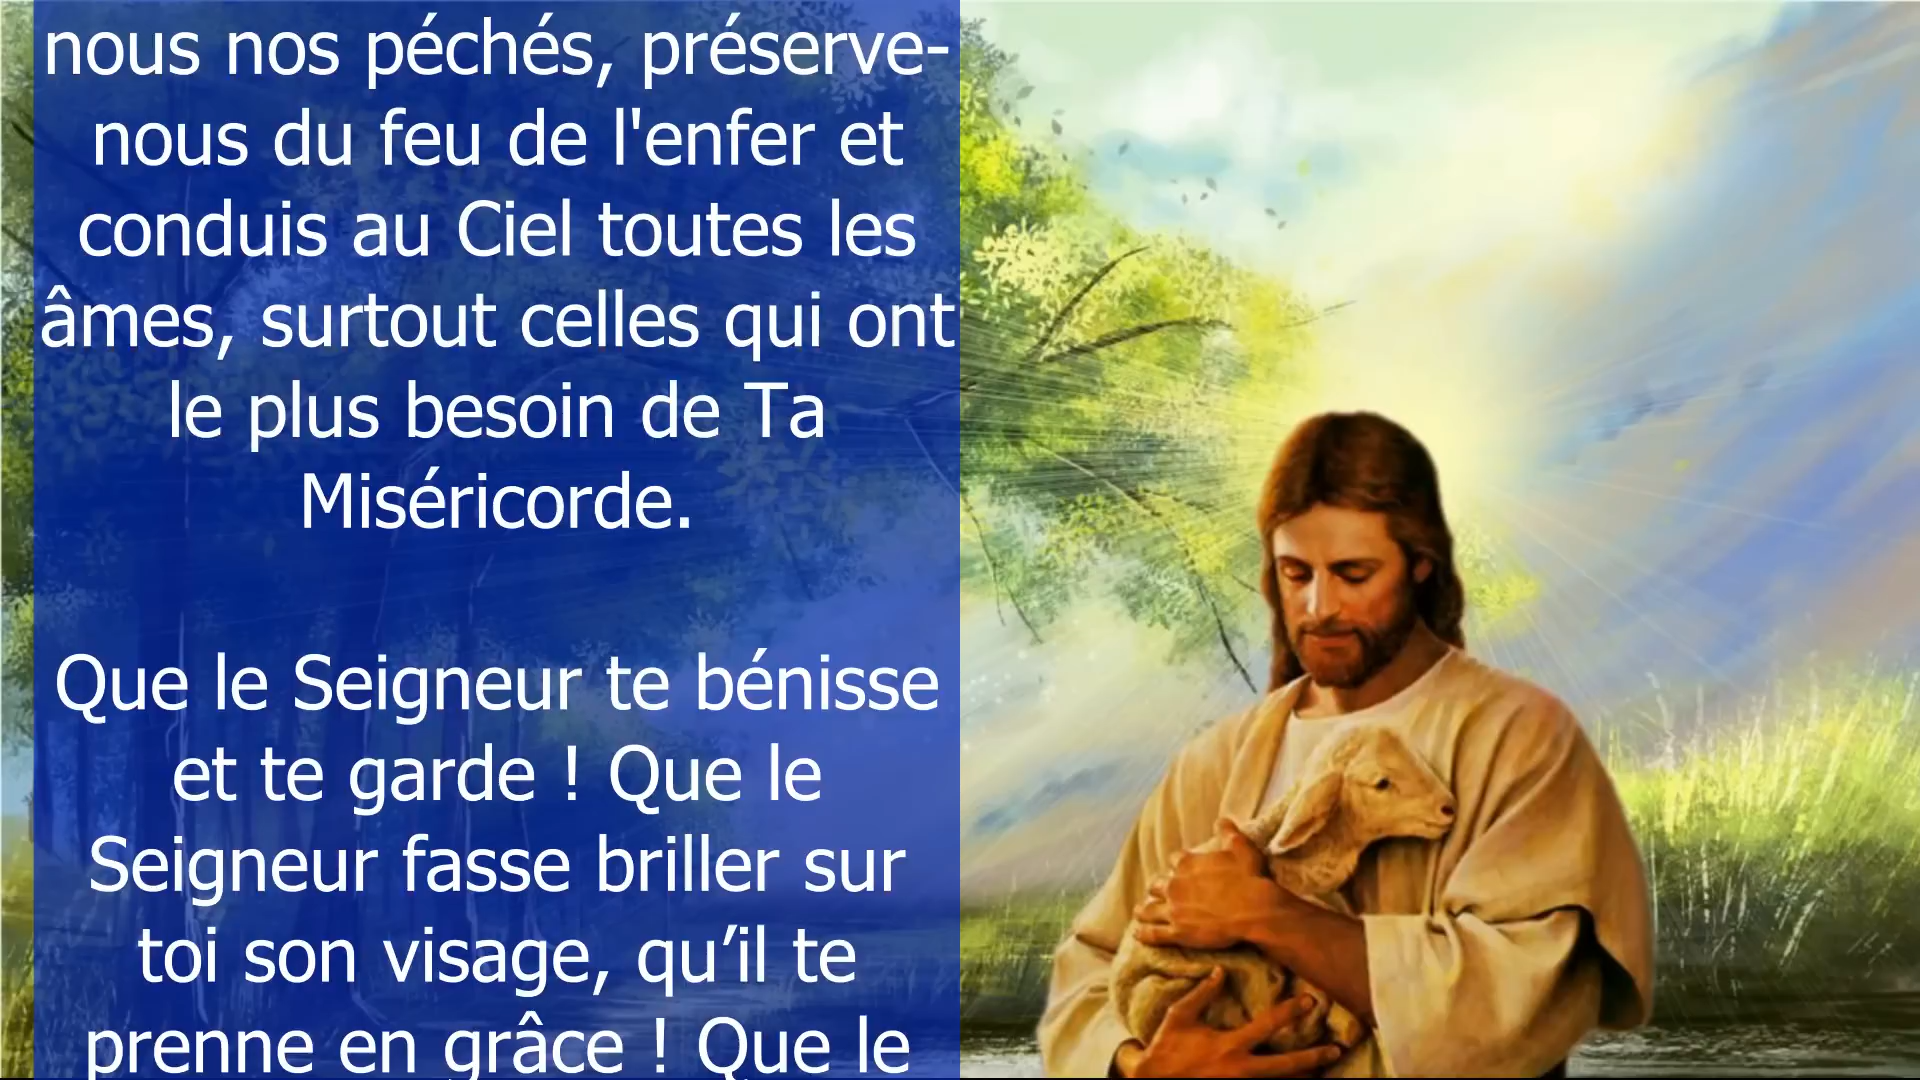 nous nos péchés, préserve-
nous du feu de l'enfer et
conduis au Ciel toutes les
âmes, surtout celles qui ont
le plus besoin de Ta
Miséricorde.
Que le Seigneur te bénisse
et te garde ! Que le
Seigneur fasse briller sur
toi son visage, qu’il te
prenne en grâce ! Que le